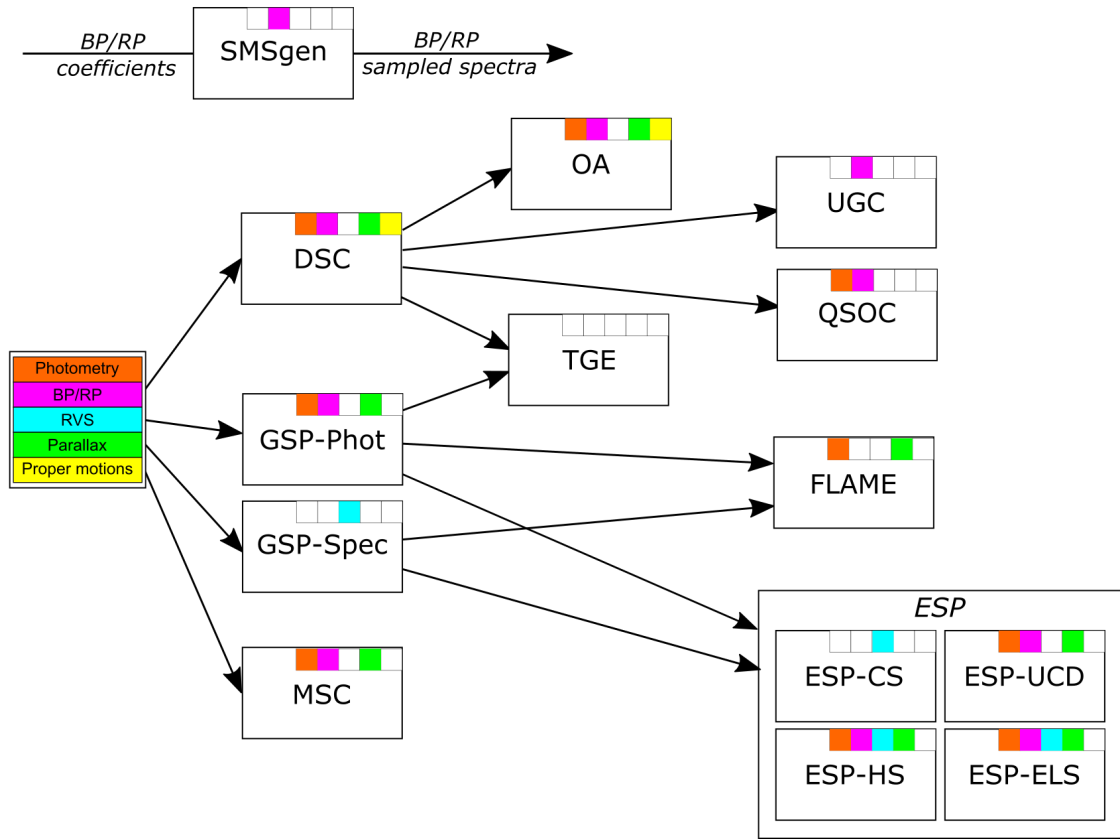 BP/RP
coefficients
SMSgen
BP/RP
sampled spectra
OA
UGC
DSC
QSOC
TGE
Photometry
BP/RP
RVS
Parallax
Proper motions
GSP-Phot
FLAME
GSP-Spec
ESP
ESP-CS
ESP-UCD
MSC
ESP-HS
ESP-ELS